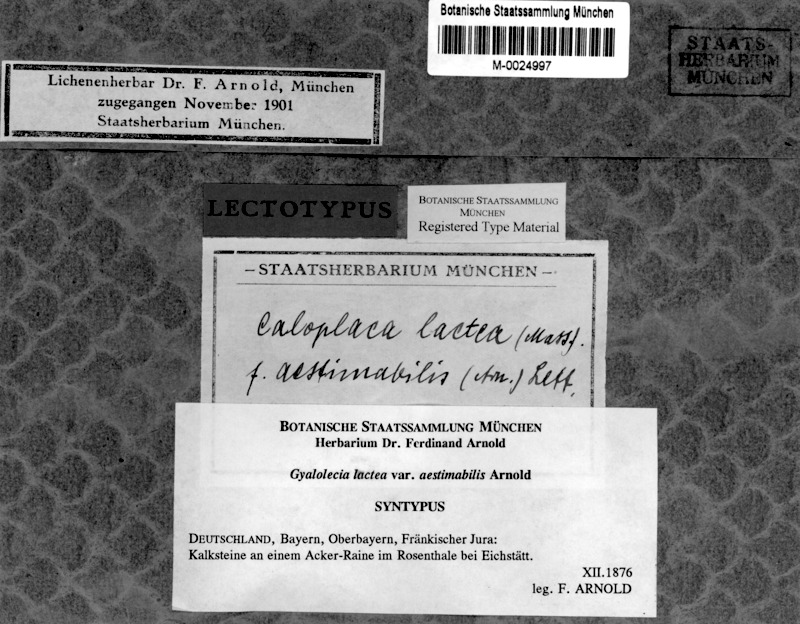 Botanische Staatssammlung München
M-0024997
STAATS-
HERBARIUM
MÜNCHEN
Lichenenherbar Dr. F. Arnold, München
zugegangen November 1901
Staatsherbarium München.
LECTOTYPUS
BOTANISCHE STAATSSAMMLUNG
MÜNCHEN
Registered Type Material
– STAATSHERBARIUM MÜNCHEN –
Caloplaca lactea (Mass).
f. aestimabilis (Arn.) Lett.
BOTANISCHE STAATSSAMMLUNG MÜNCHEN
Herbarium Dr. Ferdinand Arnold
Gyalolecia lactea var. aestimabilis Arnold
SYNTYPUS
DEUTSCHLAND, Bayern, Oberbayern, Fränkischer Jura:
Kalksteine an einem Acker-Raine im Rosenthale bei Eichstätt.
XII.1876
leg. F. ARNOLD